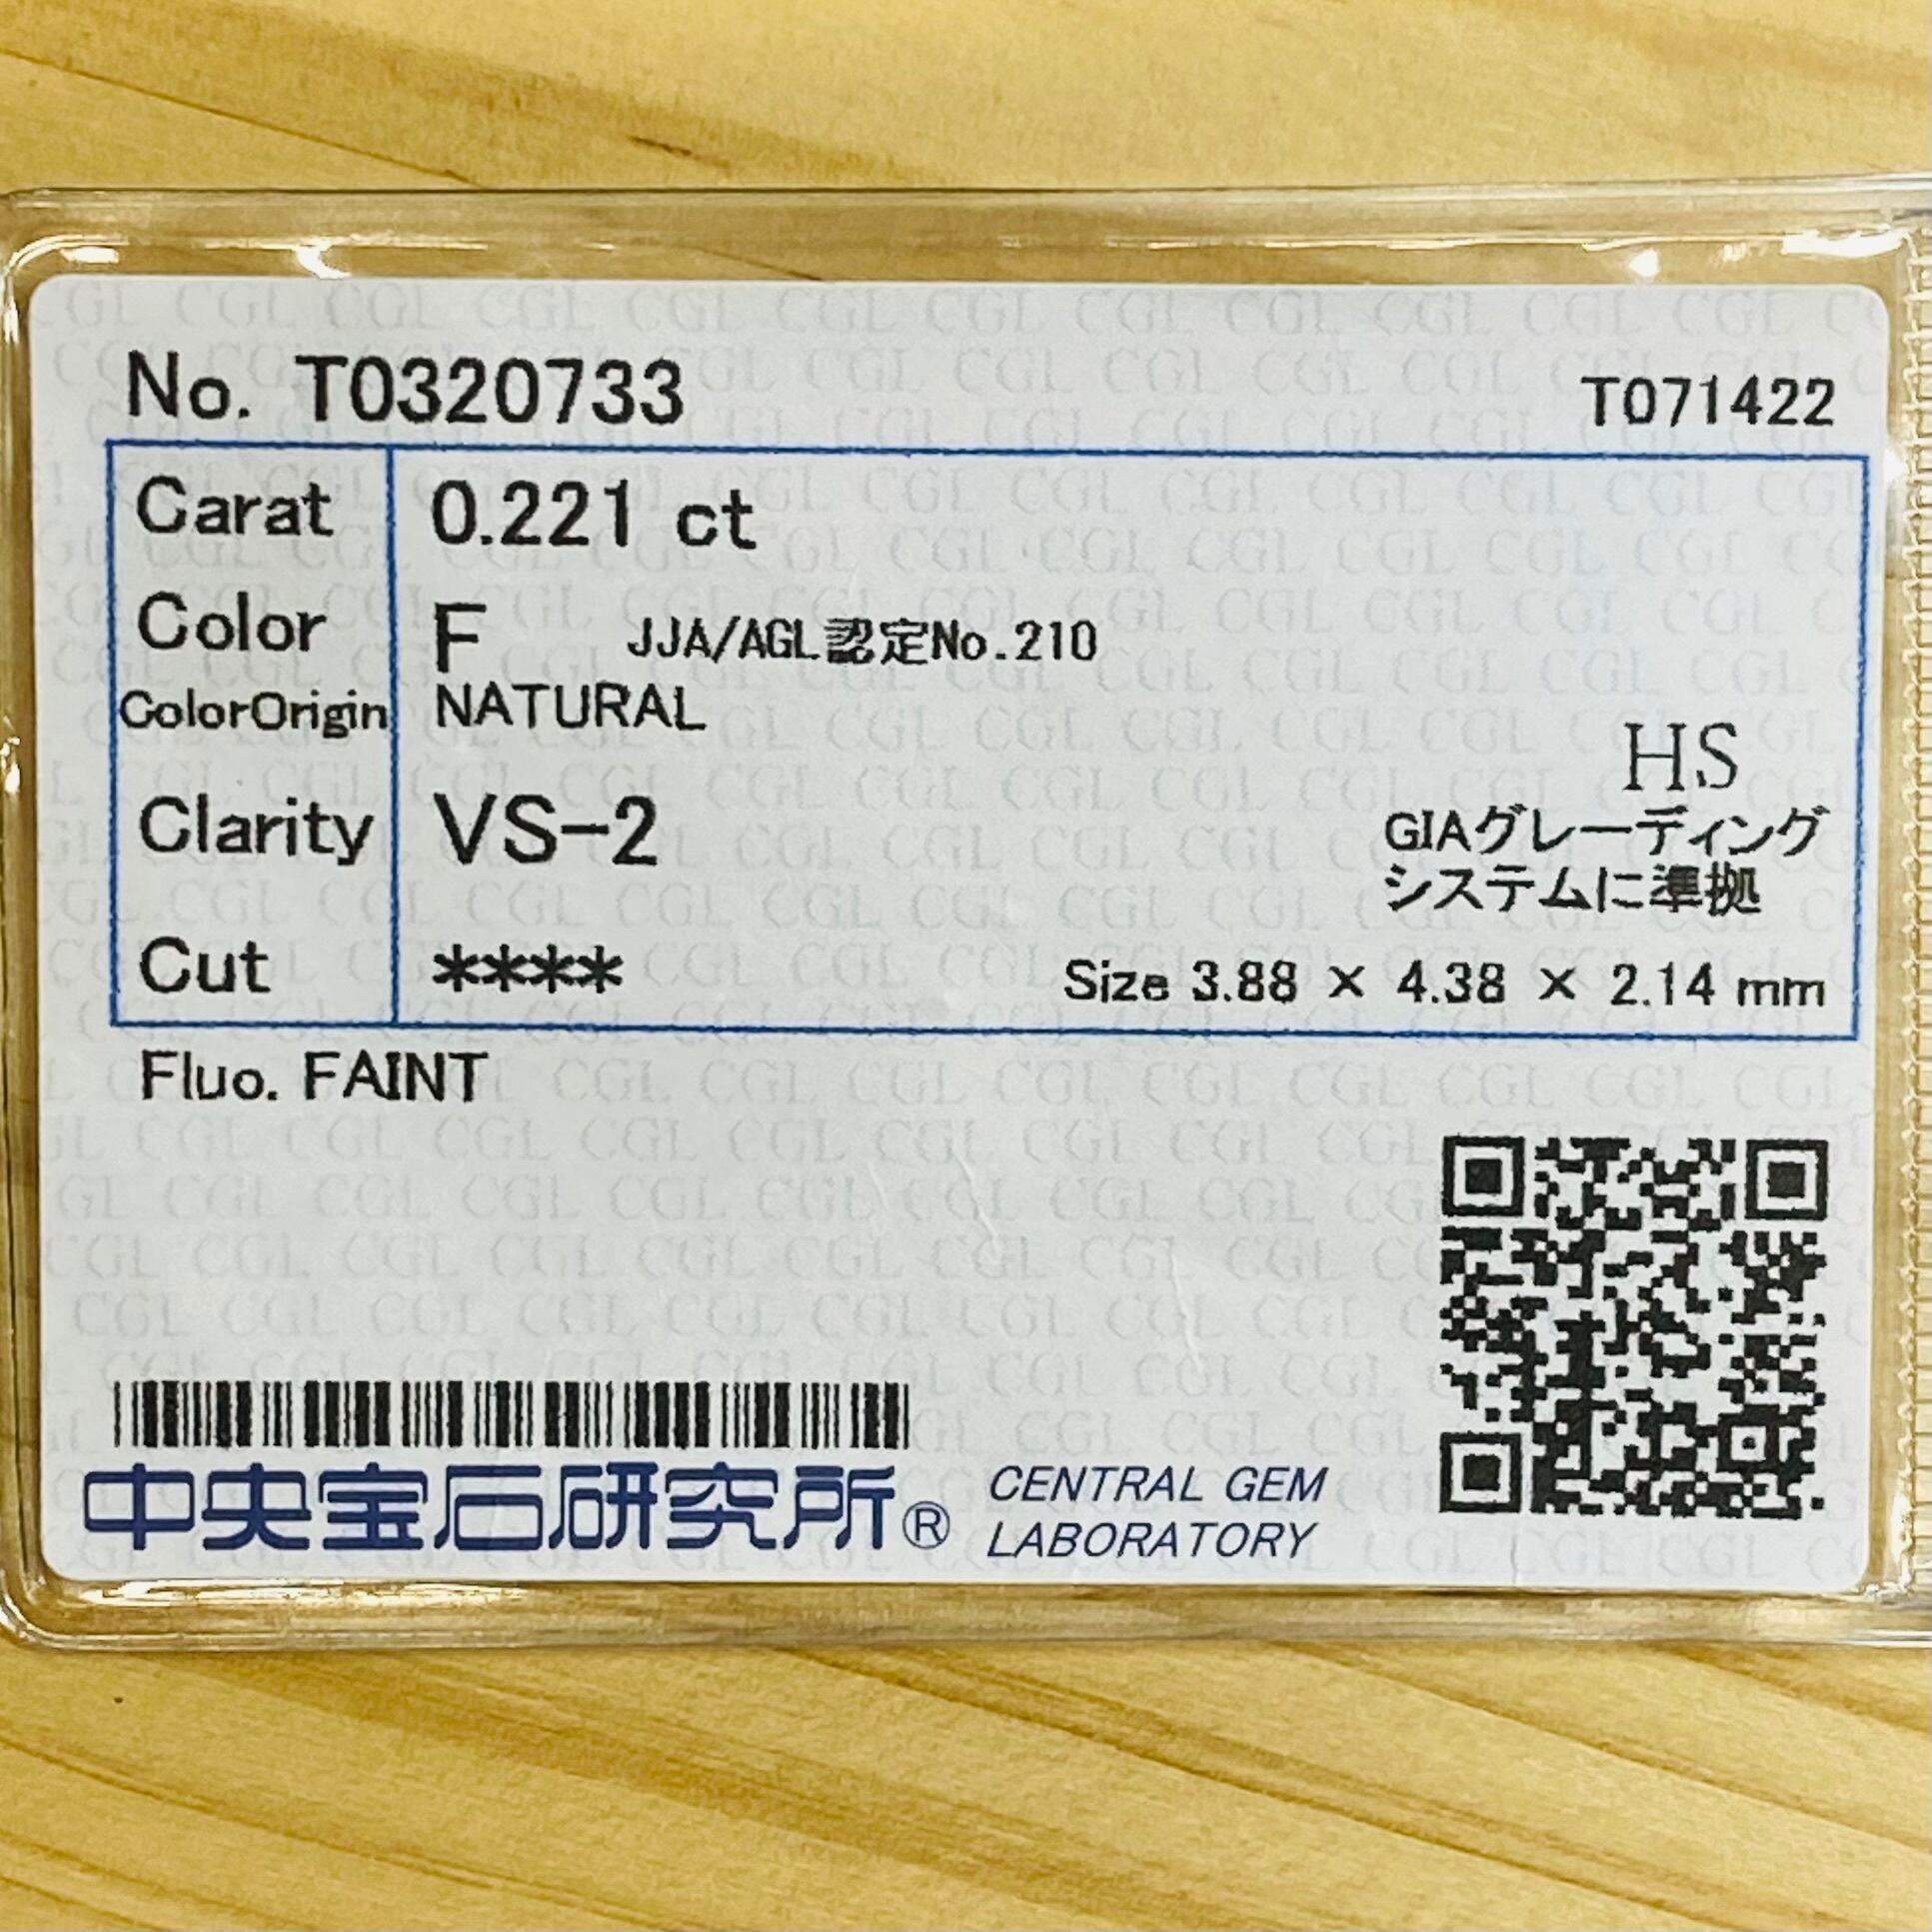 No. T0320733
T071422
Carat 0.221 ct
Color F JJA/AGL認定No.210
ColorOrigin NATURAL
HS
Clarity VS-2
GIAグレーディング
システムに準拠
Cut ****
Size 3.88 × 4.38 × 2.14 mm
Fluo. FAINT
中央宝石研究所®
CENTRAL GEM
LABORATORY